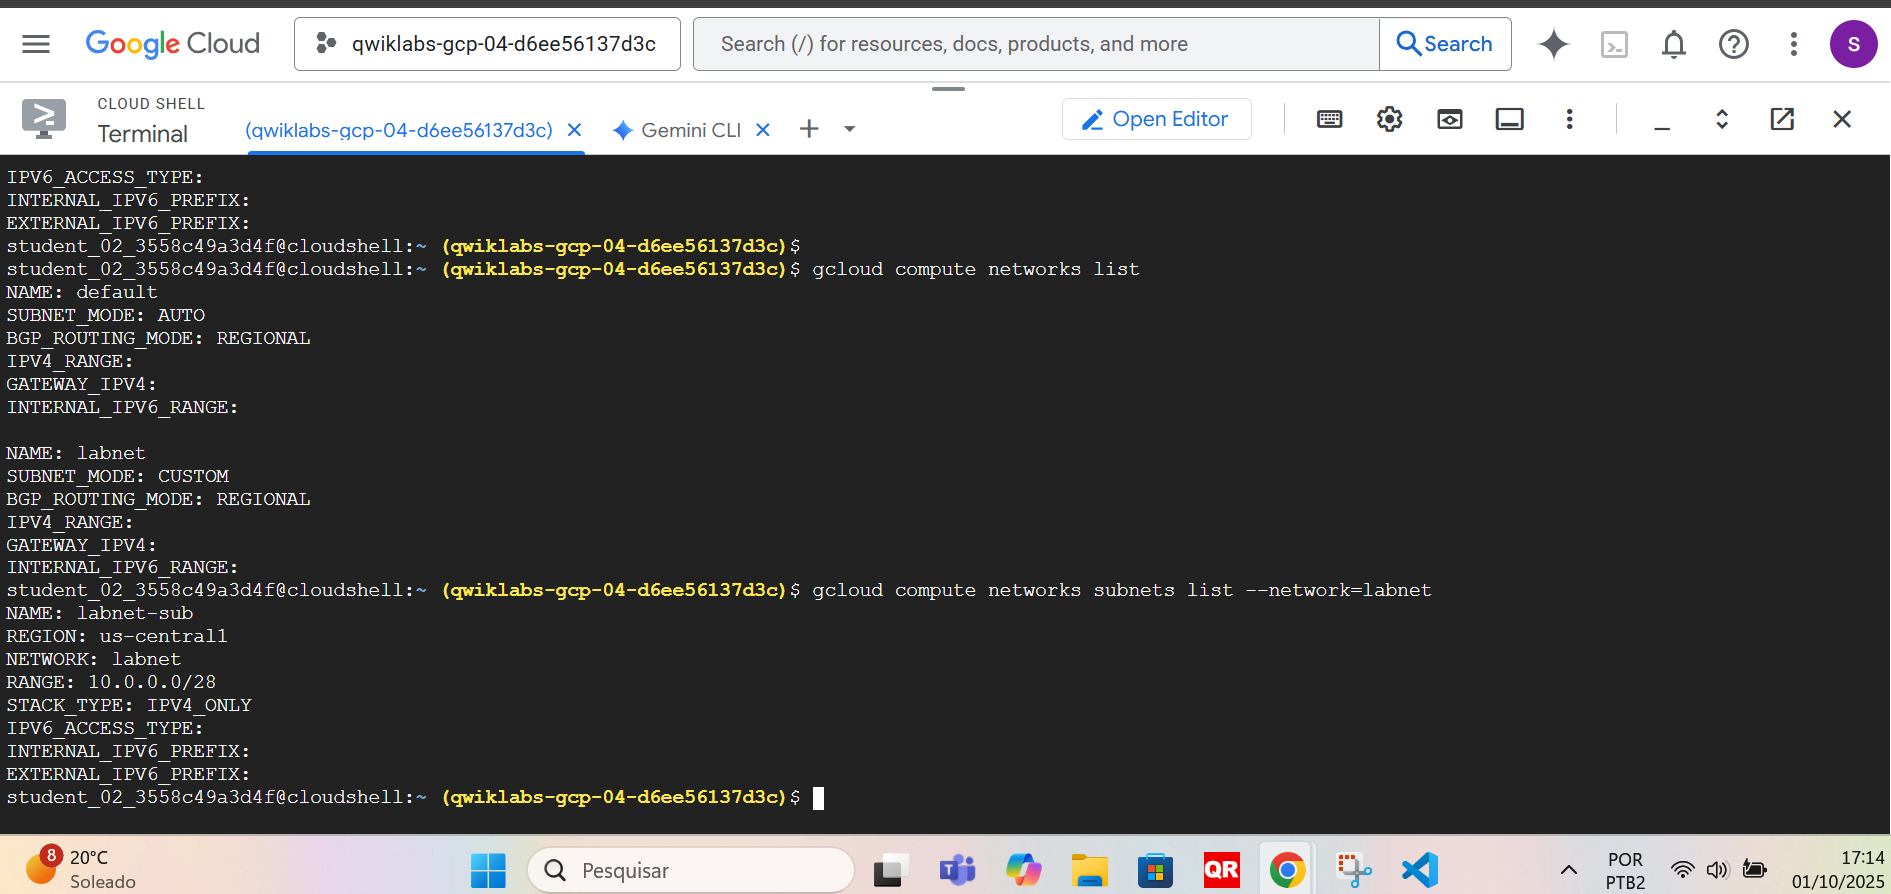 Google Cloud
qwiklabs-gcp-04-d6ee56137d3c
Search (/) for resources, docs, products, and more
Search
S
CLOUD SHELL
Terminal
(qwiklabs-gcp-04-d6ee56137d3c)
Gemini CLI
Open Editor
IPV6_ACCESS_TYPE:
INTERNAL_IPV6_PREFIX:
EXTERNAL_IPV6_PREFIX:
student_02_3558c49a3d4f@cloudshell:~ (qwiklabs-gcp-04-d6ee56137d3c)$
student_02_3558c49a3d4f@cloudshell:~ (qwiklabs-gcp-04-d6ee56137d3c)$ gcloud compute networks list
NAME: default
SUBNET_MODE: AUTO
BGP_ROUTING_MODE: REGIONAL
IPV4_RANGE:
GATEWAY_IPV4:
INTERNAL_IPV6_RANGE:
NAME: labnet
SUBNET_MODE: CUSTOM
BGP_ROUTING_MODE: REGIONAL
IPV4_RANGE:
GATEWAY_IPV4:
INTERNAL_IPV6_RANGE:
student_02_3558c49a3d4f@cloudshell:~ (qwiklabs-gcp-04-d6ee56137d3c)$ gcloud compute networks subnets list --network=labnet
NAME: labnet-sub
REGION: us-central1
NETWORK: labnet
RANGE: 10.0.0.0/28
STACK_TYPE: IPV4_ONLY
IPV6_ACCESS_TYPE:
INTERNAL_IPV6_PREFIX:
EXTERNAL_IPV6_PREFIX:
student_02_3558c49a3d4f@cloudshell:~ (qwiklabs-gcp-04-d6ee56137d3c)$
8
20°C
Soleado
Pesquisar
QR
POR
PTB2
17:14
01/10/2025